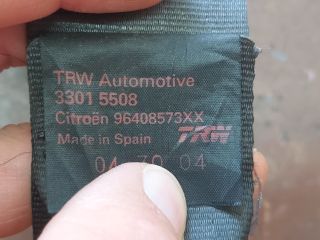 TRW Automotive
3301 5508
Citroën 96408573XX
Made in Spain TRW
04 30 04